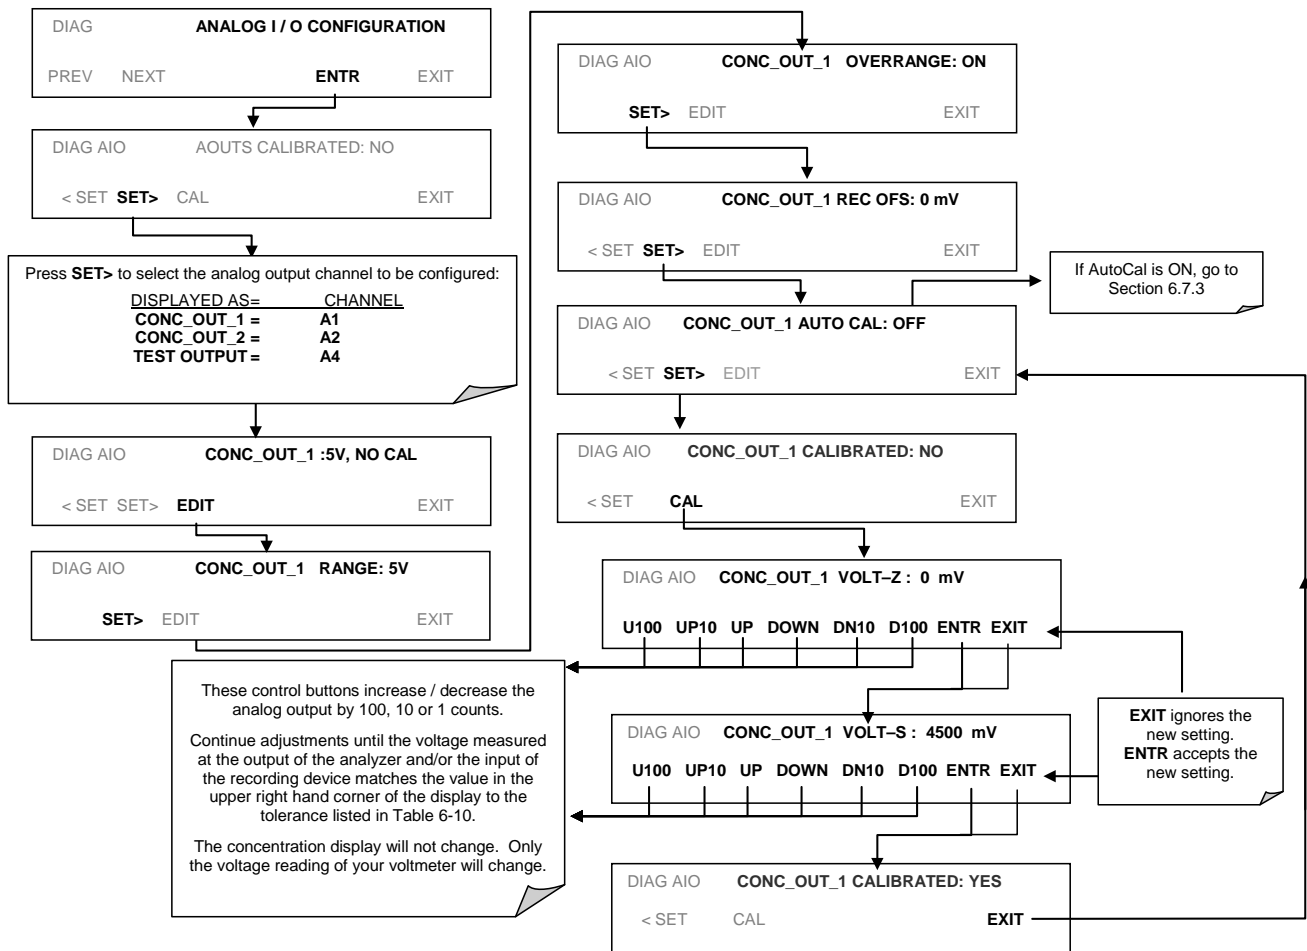 DIAG ANALOG I / O CONFIGURATION
PREV NEXT ENTR EXIT
DIAG AIO AOUTS CALIBRATED: NO
< SET SET> CAL EXIT
Press SET> to select the analog output channel to be configured:
DISPLAYED AS= CHANNEL
CONC_OUT_1 = A1
CONC_OUT_2 = A2
TEST OUTPUT = A4
DIAG AIO CONC_OUT_1 :5V, NO CAL
< SET SET> EDIT EXIT
DIAG AIO CONC_OUT_1 RANGE: 5V
SET> EDIT EXIT
These control buttons increase / decrease the
analog output by 100, 10 or 1 counts.
Continue adjustments until the voltage measured
at the output of the analyzer and/or the input of
the recording device matches the value in the
upper right hand corner of the display to the
tolerance listed in Table 6-10.
The concentration display will not change. Only
the voltage reading of your voltmeter will change.
DIAG AIO CONC_OUT_1 OVERRANGE: ON
SET> EDIT EXIT
DIAG AIO CONC_OUT_1 REC OFS: 0 mV
< SET SET> EDIT EXIT
If AutoCal is ON, go to
Section 6.7.3
DIAG AIO CONC_OUT_1 AUTO CAL: OFF
< SET SET> EDIT EXIT
DIAG AIO CONC_OUT_1 CALIBRATED: NO
< SET CAL EXIT
DIAG AIO CONC_OUT_1 VOLT–Z : 0 mV
U100 UP10 UP DOWN DN10 D100 ENTR EXIT
DIAG AIO CONC_OUT_1 VOLT–S : 4500 mV
U100 UP10 UP DOWN DN10 D100 ENTR EXIT
EXIT ignores the
new setting.
ENTR accepts the
new setting.
DIAG AIO CONC_OUT_1 CALIBRATED: YES
< SET CAL EXIT